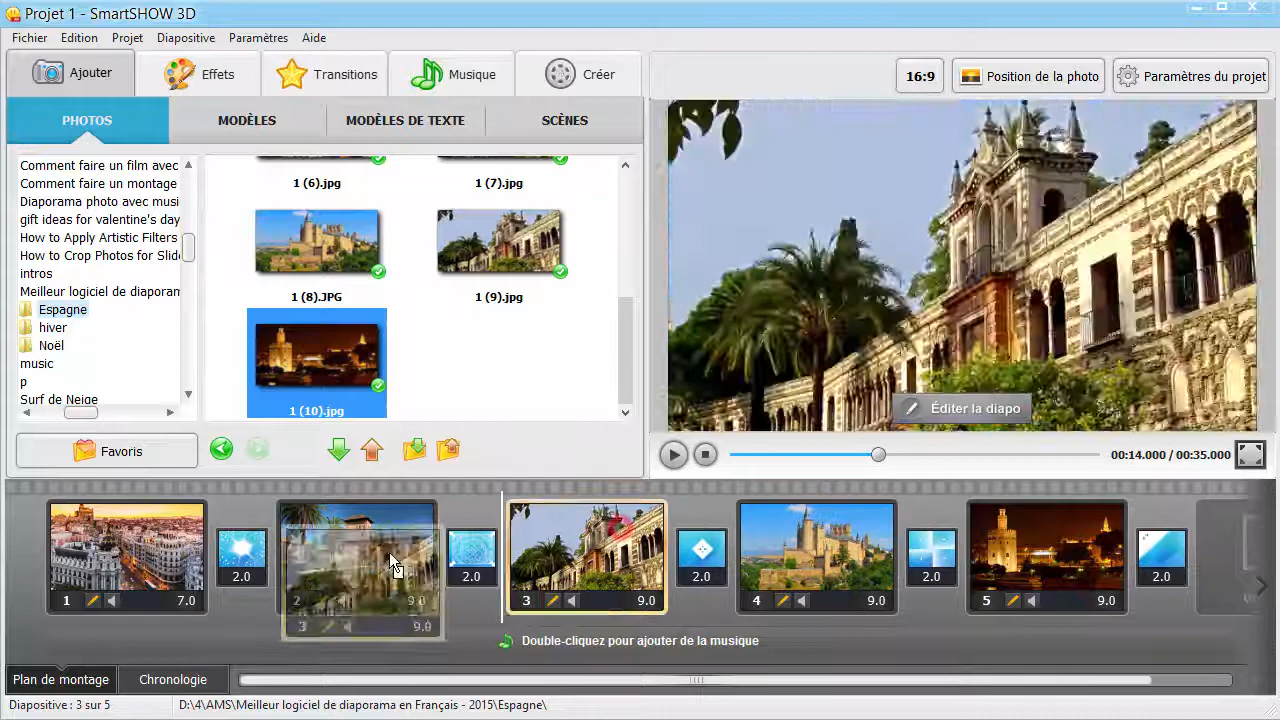 Projet 1 - SmartSHOW 3D
Fichier Edition Projet Diapositive Paramètres Aide
Ajouter Effets Transitions Musique Créer
16:9 Position de la photo Paramètres du projet
PHOTOS MODÈLES MODÈLES DE TEXTE SCÈNES
Comment faire un film avec
Comment faire un montage
Diaporama photo avec musi
gift ideas for valentine's day
How to Apply Artistic Filters
How to Crop Photos for Slide
intros
Meilleur logiciel de diaporam
Espagne
hiver
Noël
music
p
Surf de Neige
1 (6).jpg 1 (7).jpg
1 (8).JPG 1 (9).jpg
1 (10).jpg
Éditer la diapo
Favoris
00:14.000 / 00:35.000
2.0 2.0 2.0 2.0 2.0
1 7.0 2 9.0 3 9.0 4 9.0 5 9.0
3 9.0
Double-cliquez pour ajouter de la musique
Plan de montage Chronologie
Diapositive : 3 sur 5 D:\4\AMS\Meilleur logiciel de diaporama en Français - 2015\Espagne\